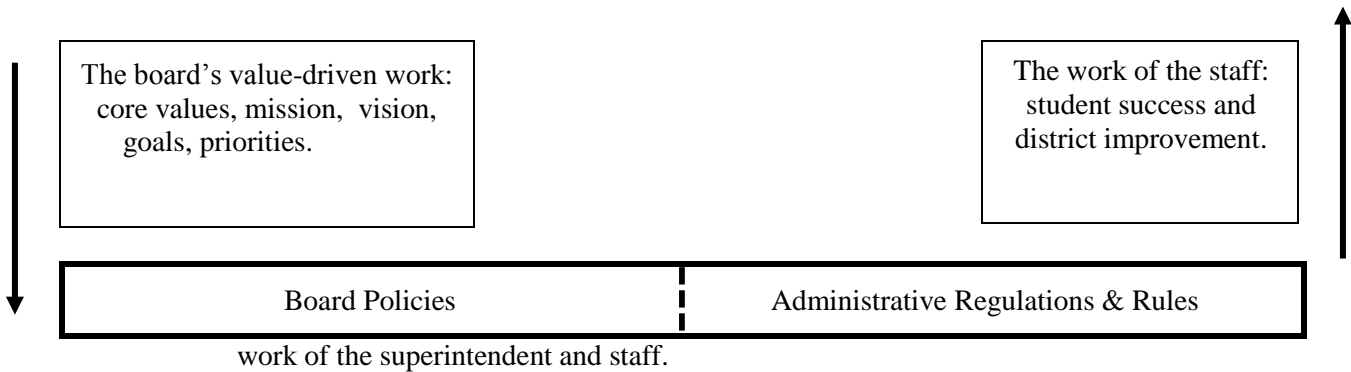 The board’s value-driven work:
core values, mission, vision,
goals, priorities.
The work of the staff:
student success and
district improvement.
Board Policies
Administrative Regulations & Rules
work of the superintendent and staff.